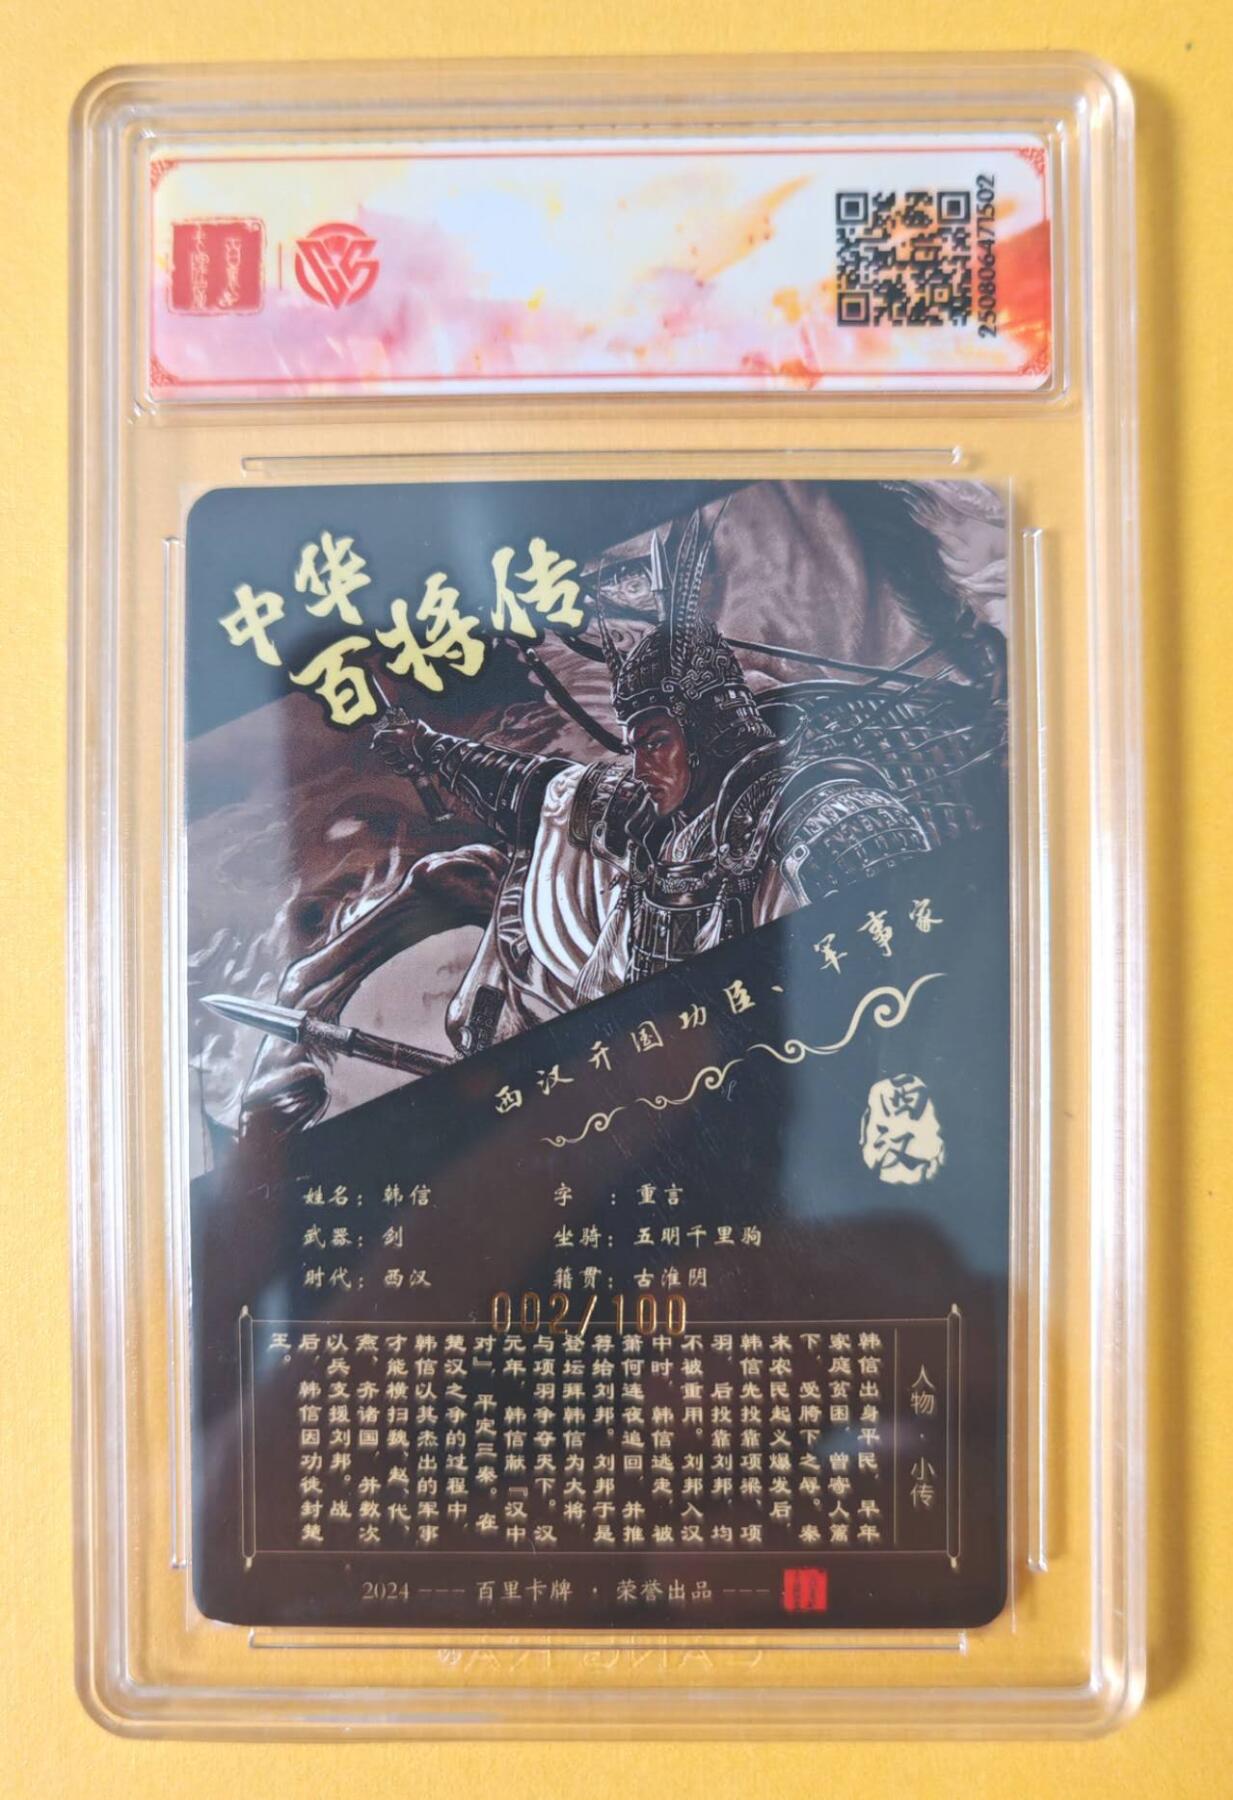 250806471502
中华
百将传
西汉开国功臣、军事家
西汉
姓名：韩信
字：重言
武器：剑
坐骑：五明千里驹
时代：西汉
籍贯：古淮阴
002/100
人物·小传
韩信出身平民，早年
家庭贫困，曾寄人篱
下，受胯下之辱。秦
末农民起义爆发后，
韩信先投靠项梁、项
羽，后投靠刘邦，均
不被重用。刘邦入汉
中时，韩信逃走，被
萧何连夜追回，并推
荐给刘邦。刘邦于是
登坛拜韩信为大将，
与项羽争夺天下。汉
元年，韩信献『汉中
对』，平定三秦。在
楚汉之争的过程中，
韩信以其杰出的军事
才能横扫魏、赵、代、
燕、齐诸国，并数次
以兵支援刘邦。战
后，韩信因功徙封楚
王。
2024 --- 百里卡牌 · 荣誉出品 ---
CANG KA